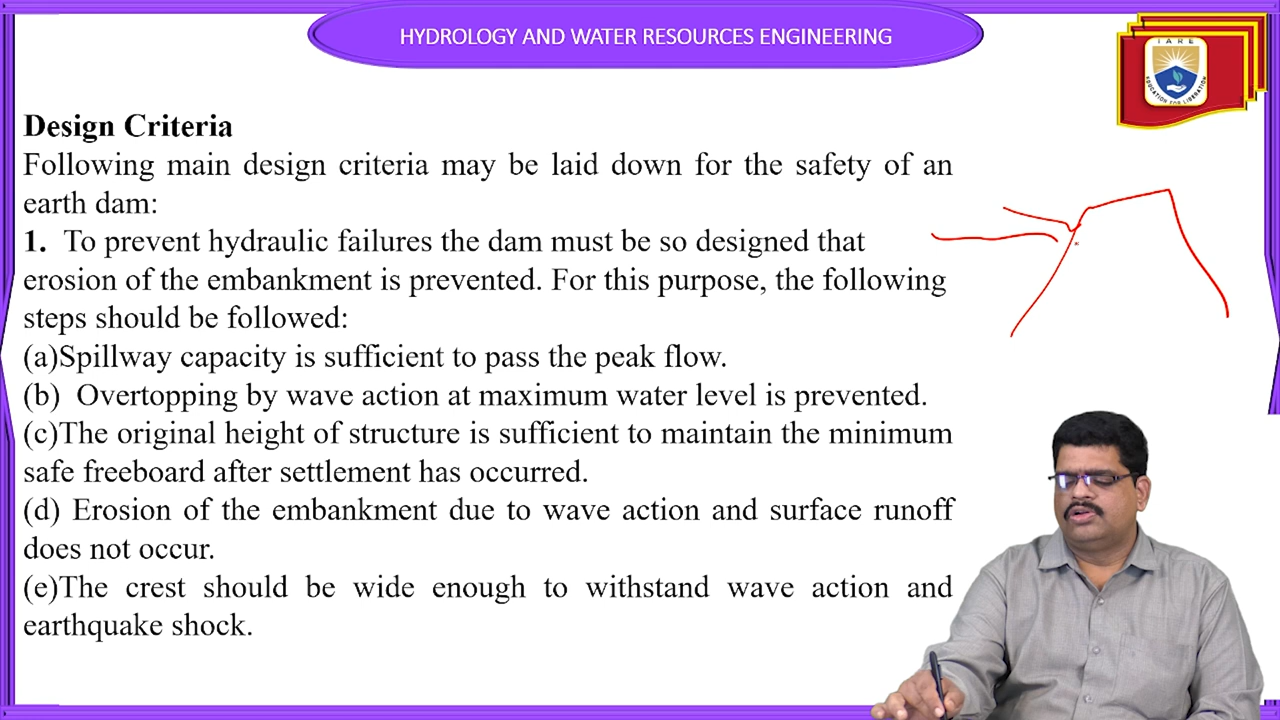 HYDROLOGY AND WATER RESOURCES ENGINEERING
IARE
EDUCATION FOR LIBERATION
Design Criteria
Following main design criteria may be laid down for the safety of an
earth dam:
1. To prevent hydraulic failures the dam must be so designed that
erosion of the embankment is prevented. For this purpose, the following
steps should be followed:
(a)Spillway capacity is sufficient to pass the peak flow.
(b) Overtopping by wave action at maximum water level is prevented.
(c)The original height of structure is sufficient to maintain the minimum
safe freeboard after settlement has occurred.
(d) Erosion of the embankment due to wave action and surface runoff
does not occur.
(e)The crest should be wide enough to withstand wave action and
earthquake shock.